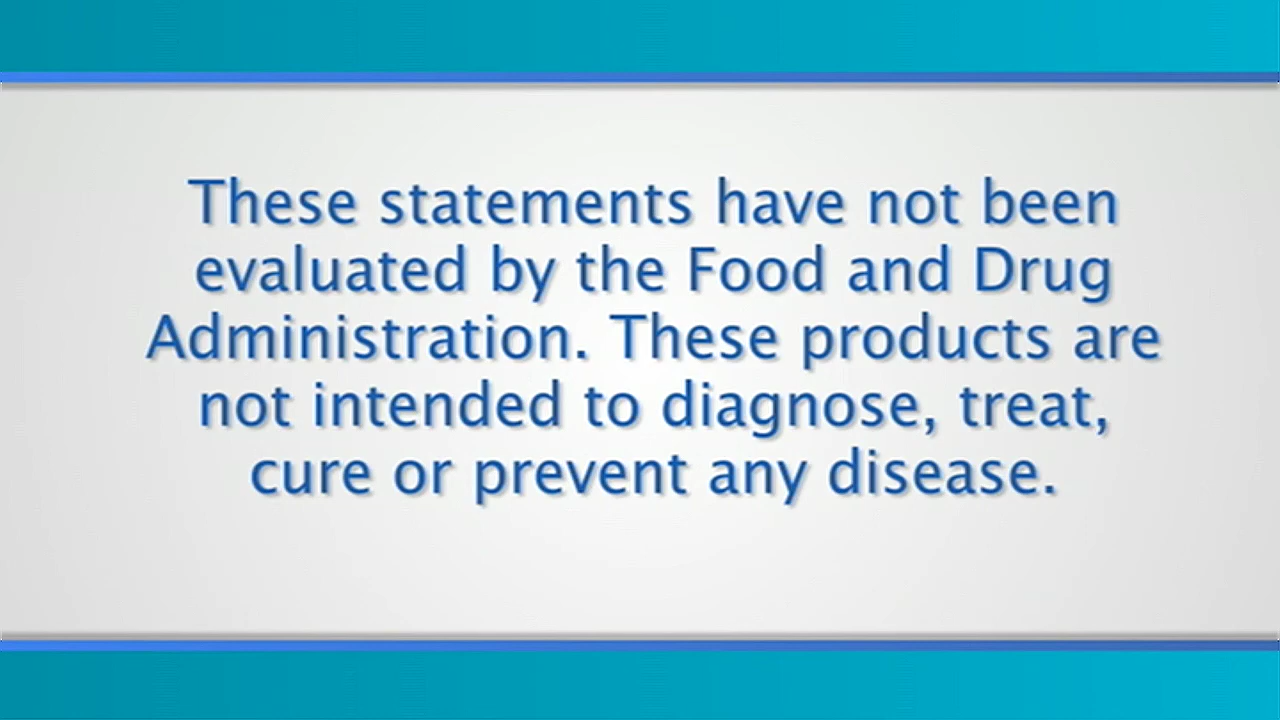 These statements have not been
evaluated by the Food and Drug
Administration. These products are
not intended to diagnose, treat,
cure or prevent any disease.